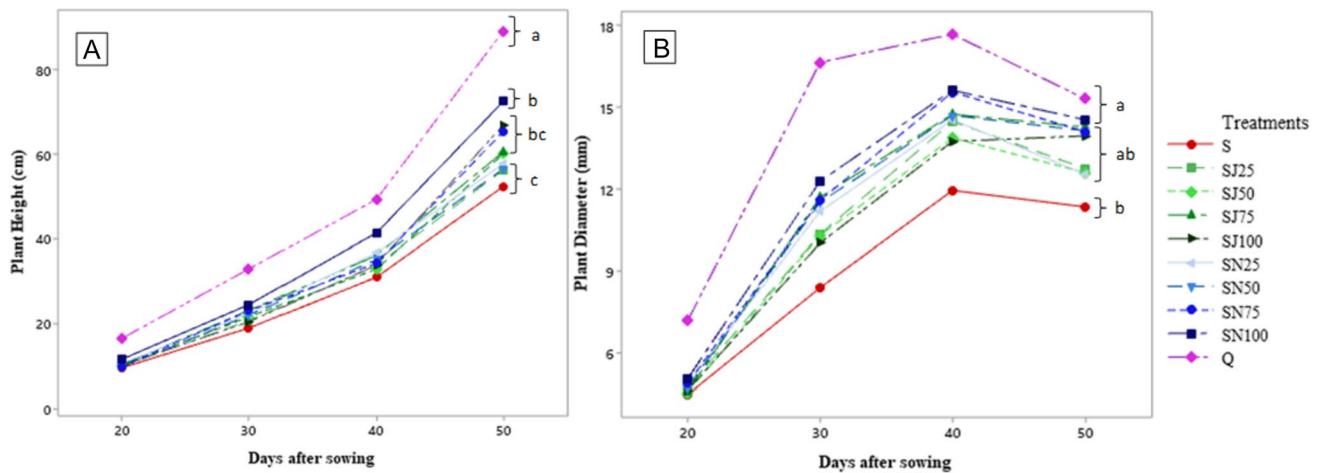 A
Plant Height (cm)
80
60
40
20
0
20 30 40 50
Days after sowing
a
b
bc
c
B
Plant Diameter (mm)
18
15
12
9
6
20 30 40 50
Days after sowing
a
ab
b
Treatments
S
SJ25
SJ50
SJ75
SJ100
SN25
SN50
SN75
SN100
Q